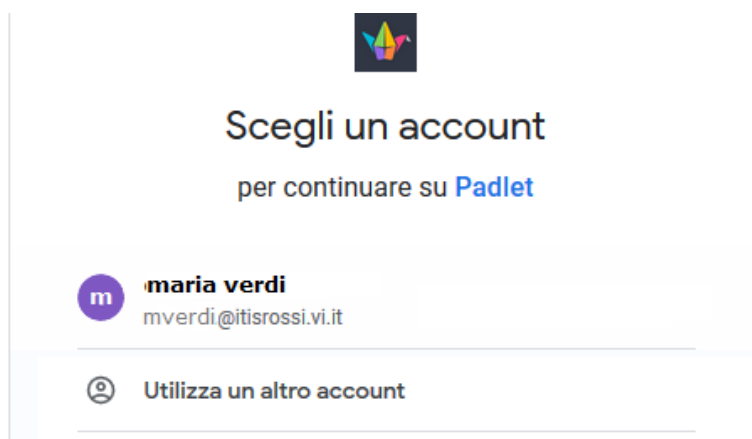 Scegli un account
per continuare su Padlet
m
maria verdi
mverdi@itisrossi.vi.it
Utilizza un altro account